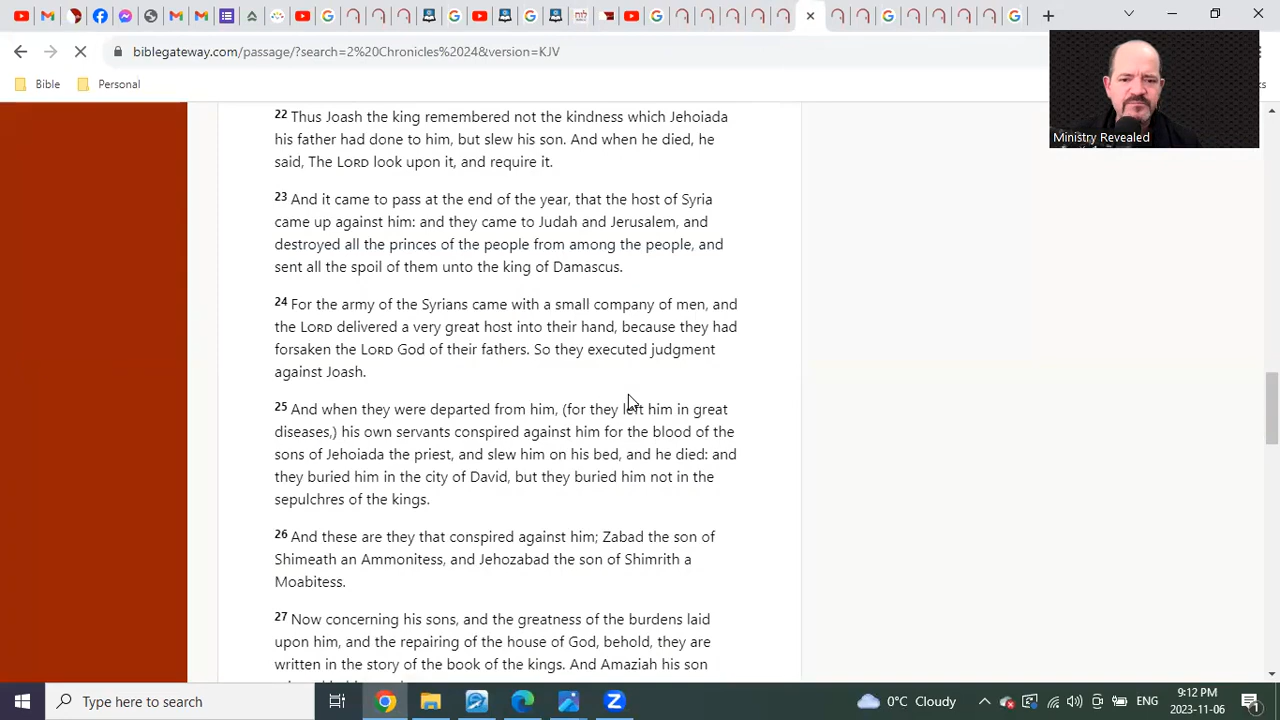 biblegateway.com/passage/?search=2%20Chronicles%2024&version=KJV
Bible
Personal
Ministry Revealed
22 Thus Joash the king remembered not the kindness which Jehoiada
his father had done to him, but slew his son. And when he died, he
said, The LORD look upon it, and require it.
23 And it came to pass at the end of the year, that the host of Syria
came up against him: and they came to Judah and Jerusalem, and
destroyed all the princes of the people from among the people, and
sent all the spoil of them unto the king of Damascus.
24 For the army of the Syrians came with a small company of men, and
the LORD delivered a very great host into their hand, because they had
forsaken the LORD God of their fathers. So they executed judgment
against Joash.
25 And when they were departed from him, (for they left him in great
diseases,) his own servants conspired against him for the blood of the
sons of Jehoiada the priest, and slew him on his bed, and he died: and
they buried him in the city of David, but they buried him not in the
sepulchres of the kings.
26 And these are they that conspired against him; Zabad the son of
Shimeath an Ammonitess, and Jehozabad the son of Shimrith a
Moabitess.
27 Now concerning his sons, and the greatness of the burdens laid
upon him, and the repairing of the house of God, behold, they are
written in the story of the book of the kings. And Amaziah his son
Type here to search
0°C Cloudy
ENG
9:12 PM
2023-11-06